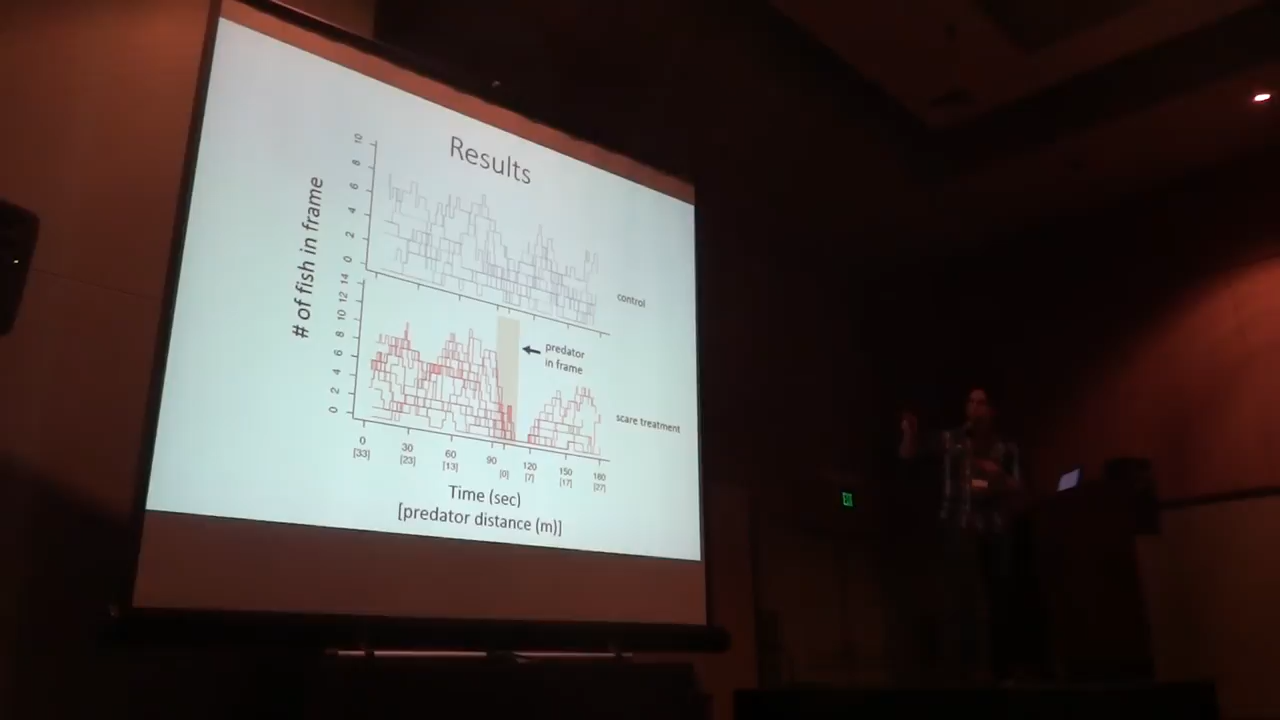 Results
# of fish in frame
10
8
6
4
2
0
control
14
12
10
8
6
4
2
0
predator
in frame
scare treatment
0 30 60 90 120 150 180
[33] [23] [13] [0] [7] [17] [27]
Time (sec)
[predator distance (m)]